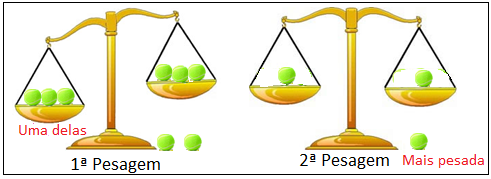 Uma delas
1ª Pesagem
2ª Pesagem
Mais pesada